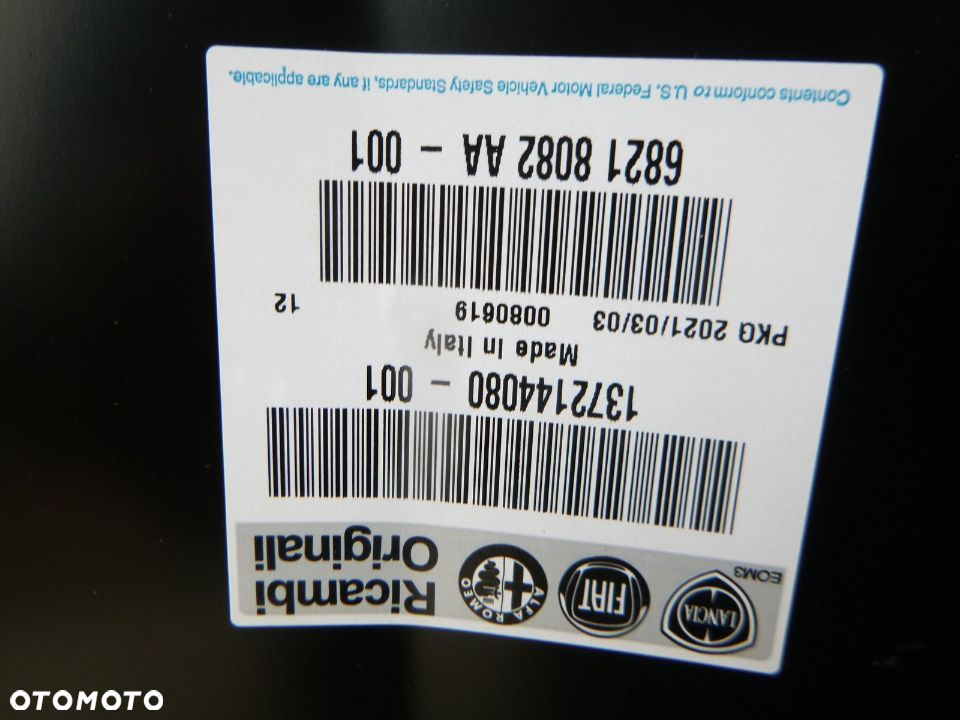 EOM3
LANCIA
FIAT
ALFA ROMEO
Ricambi
Originali
1372144080 - 001
Made In Italy
PKG 2021/03/03 0080619 12
6821 8082 AA - 001
Contents conform to U.S. Federal Motor Vehicle Safety Standards, if any are applicable.
OTOMOTO